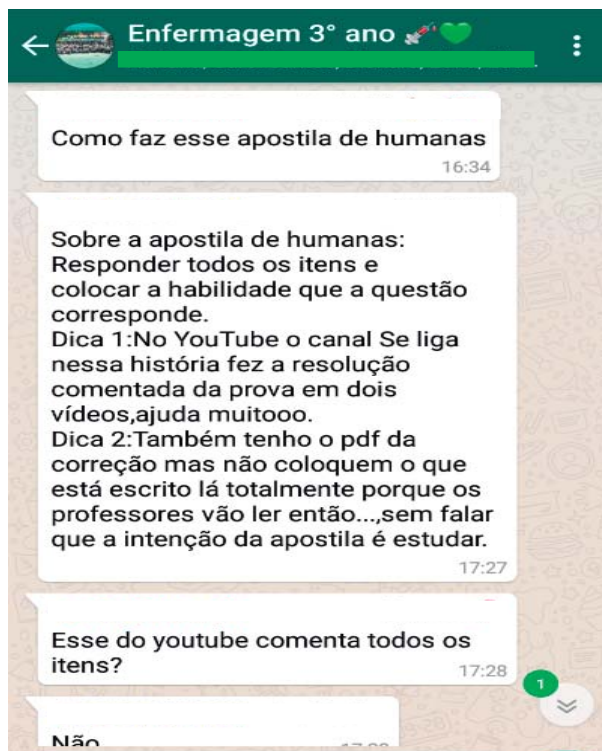 Enfermagem 3° ano 💉💚
Como faz esse apostila de humanas
16:34
Sobre a apostila de humanas:
Responder todos os itens e
colocar a habilidade que a questão
corresponde.
Dica 1:No YouTube o canal Se liga
nessa história fez a resolução
comentada da prova em dois
vídeos,ajuda muitooo.
Dica 2:Também tenho o pdf da
correção mas não coloquem o que
está escrito lá totalmente porque os
professores vão ler então...,sem falar
que a intenção da apostila é estudar.
17:27
Esse do youtube comenta todos os
itens?
17:28
1
Não